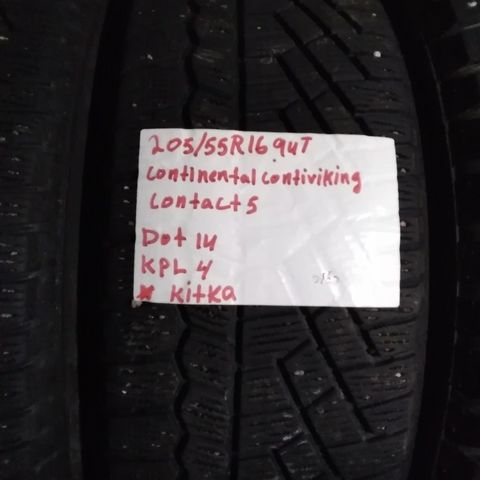 205/55R16 94T
continental contiviking
contact 5
Dot 14
KPL 4
* kitka